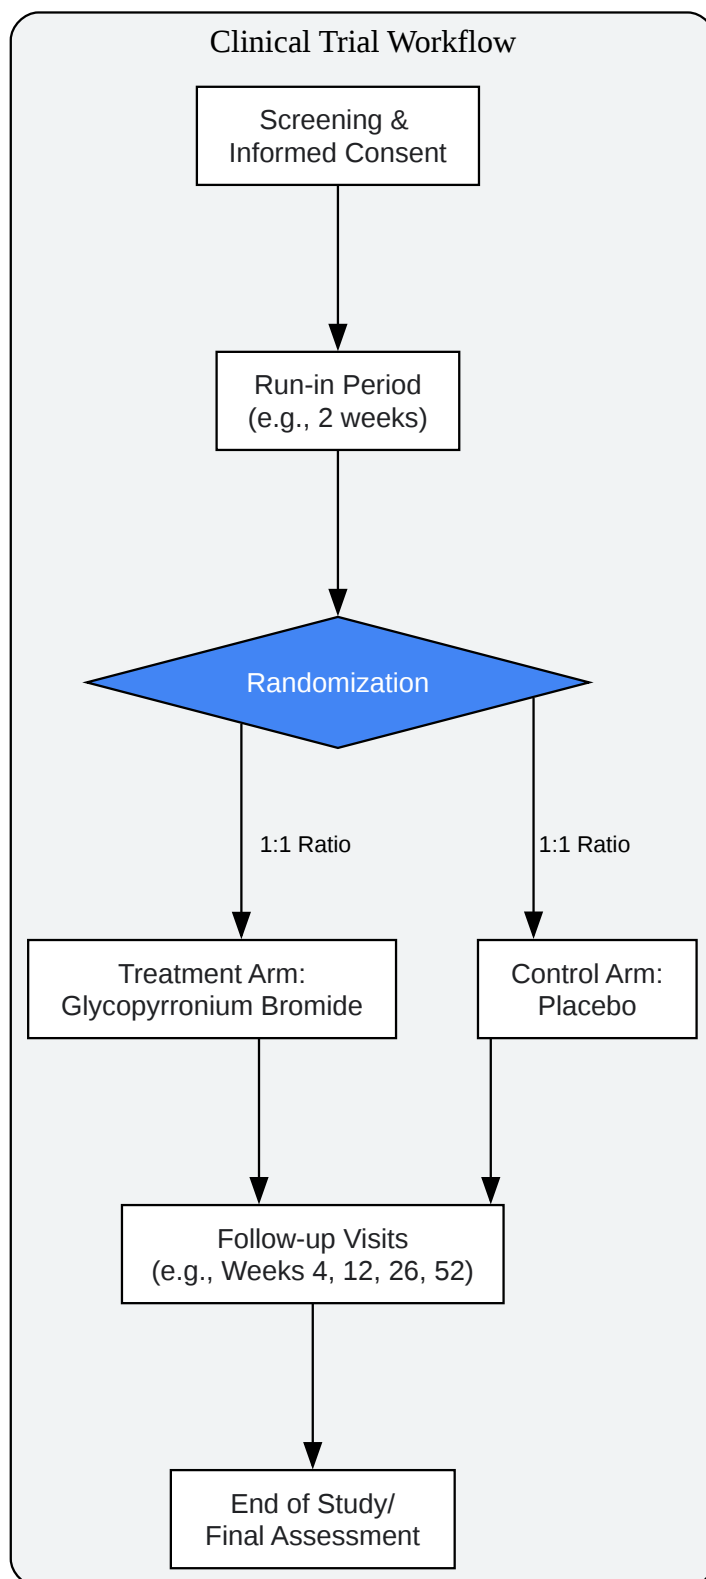 Clinical Trial Workflow
Screening &
Informed Consent
Run-in Period
(e.g., 2 weeks)
Randomization
1:1 Ratio
1:1 Ratio
Treatment Arm:
Glycopyrronium Bromide
Control Arm:
Placebo
Follow-up Visits
(e.g., Weeks 4, 12, 26, 52)
End of Study/
Final Assessment